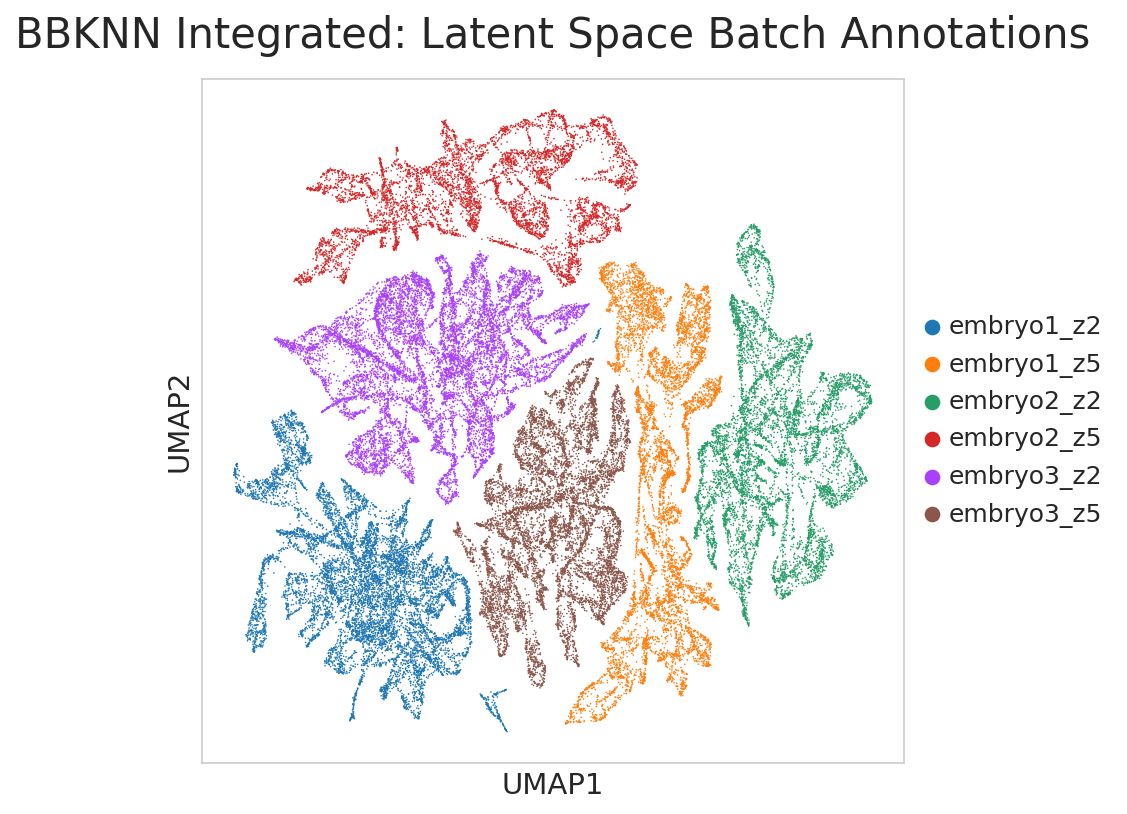 BBKNN Integrated: Latent Space Batch Annotations
UMAP2
embryo1_z2
embryo1_z5
embryo2_z2
embryo2_z5
embryo3_z2
embryo3_z5
UMAP1